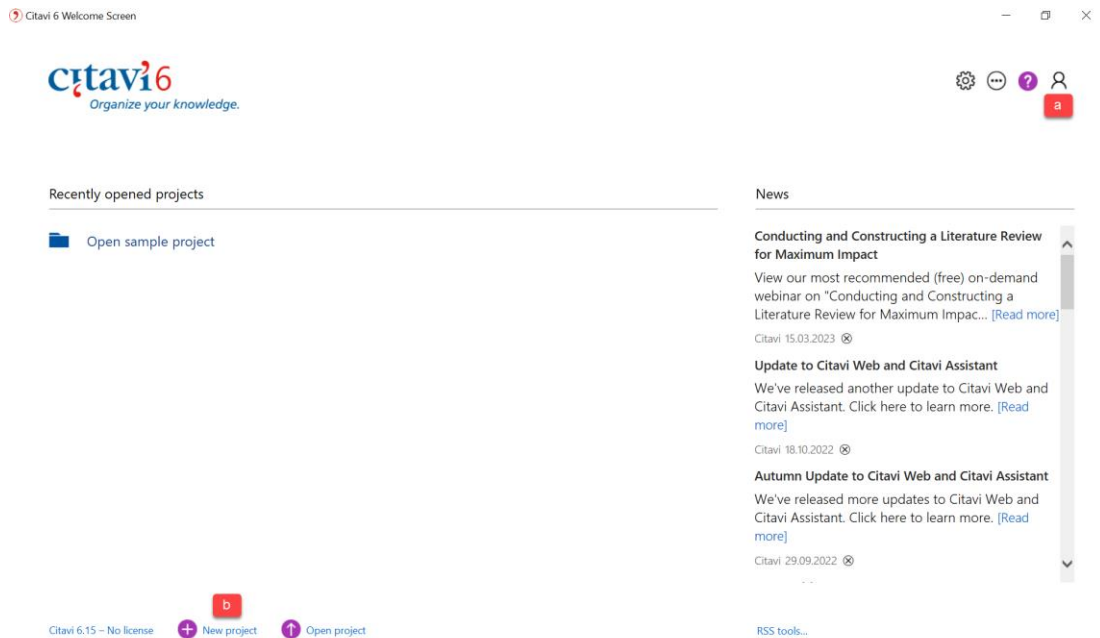 Citavi 6 Welcome Screen
citavi 6
Organize your knowledge.
?
a
Recently opened projects
Open sample project
News
Conducting and Constructing a Literature Review
for Maximum Impact
View our most recommended (free) on-demand
webinar on "Conducting and Constructing a
Literature Review for Maximum Impac... [Read more]
Citavi 15.03.2023
Update to Citavi Web and Citavi Assistant
We've released another update to Citavi Web and
Citavi Assistant. Click here to learn more. [Read
more]
Citavi 18.10.2022
Autumn Update to Citavi Web and Citavi Assistant
We've released more updates to Citavi Web and
Citavi Assistant. Click here to learn more. [Read
more]
Citavi 29.09.2022
b
Citavi 6.15 – No license
New project
Open project
RSS tools...